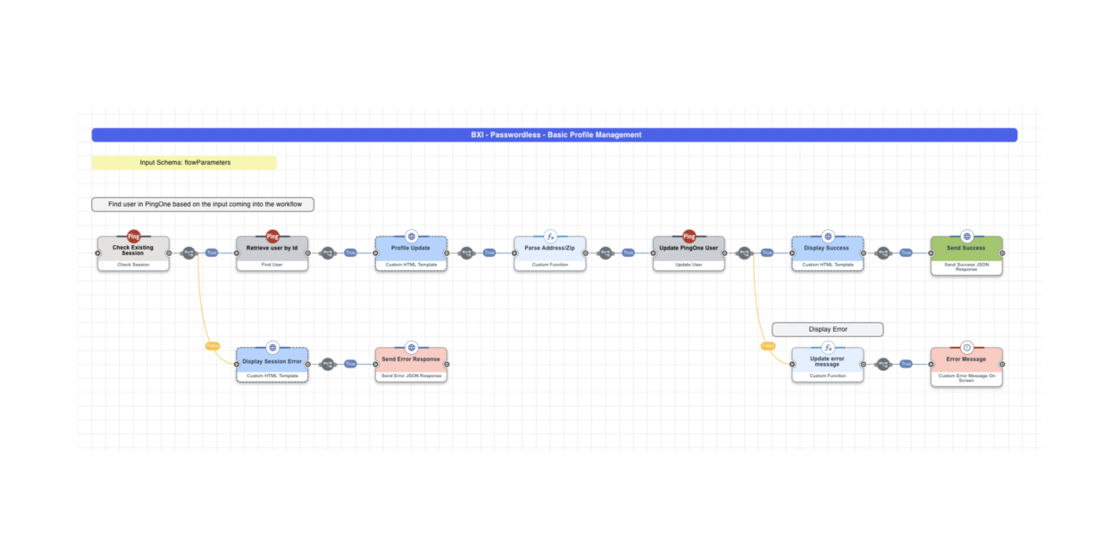 BXI - Passwordless - Basic Profile Management
Input Schema: flowParameters
Find user in PingOne based on the input coming into the workflow
Ping
Ping
Ping
Check Existing
Session
Check Session
True
Retrieve user by Id
Find User
True
Profile Update
Custom HTML Template
True
Parse Address/Zip
Custom Function
True
Update PingOne User
Update User
True
Display Success
Custom HTML Template
True
Send Success
Send Success JSON
Response
Display Error
False
Display Session Error
Custom HTML Template
True
Send Error Response
Send Error JSON Response
False
Update error
message
Custom Function
True
Error Message
Custom Error Message On
Screen